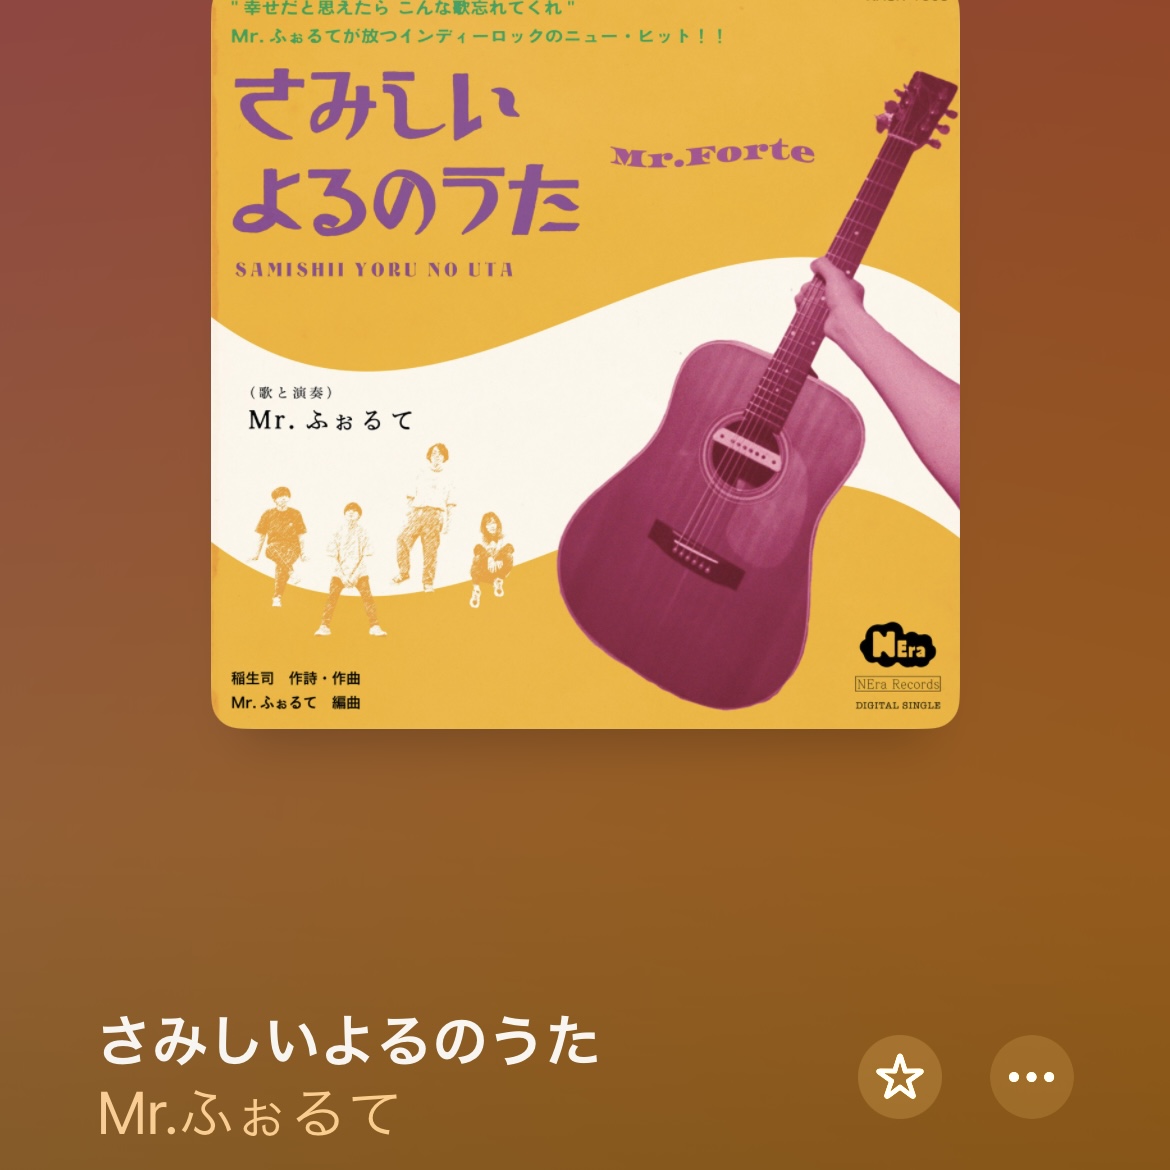 "幸せだと思えたら こんな歌忘れてくれ"
Mr.ふぉるてが放つインディーロックのニュー・ヒット！！
さみしい
よるのうた
Mr.Forte
SAMISHII YORU NO UTA
(歌と演奏)
Mr.ふぉるて
稲生司 作詩・作曲
Mr.ふぉるて 編曲
NEra
NEra Records
DIGITAL SINGLE
さみしいよるのうた
Mr.ふぉるて